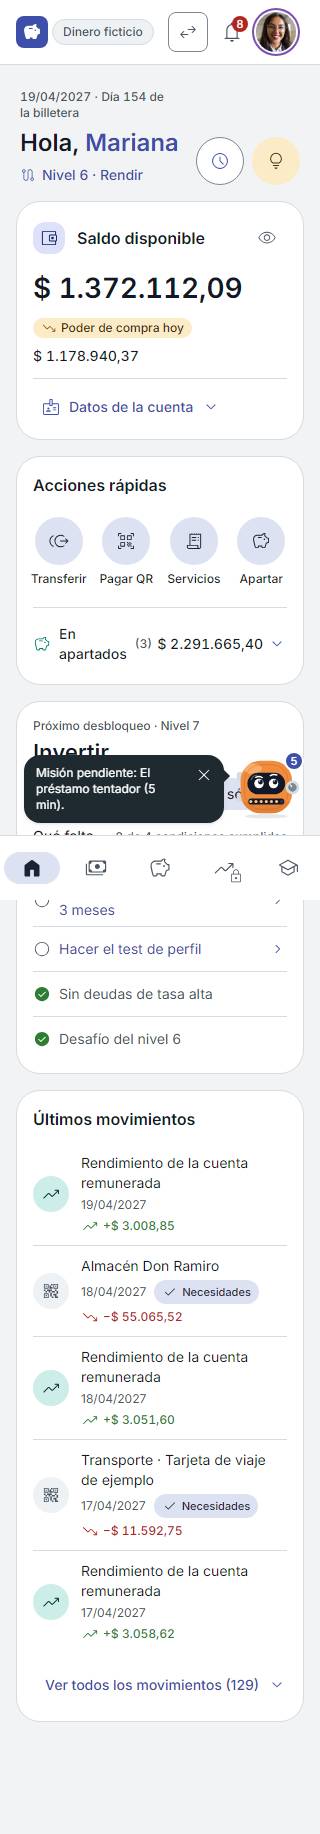 Dinero ficticio
8
19/04/2027 · Día 154 de
la billetera
Hola, Mariana
Nivel 6 · Rendir
Saldo disponible
$ 1.372.112,09
Poder de compra hoy
$ 1.178.940,37
Datos de la cuenta
Acciones rápidas
Transferir
Pagar QR
Servicios
Apartar
En
apartados
(3)
$ 2.291.665,40
Próximo desbloqueo · Nivel 7
Invertir
Misión pendiente: El
préstamo tentador (5
min).
5
3 meses
Hacer el test de perfil
Sin deudas de tasa alta
Desafío del nivel 6
Últimos movimientos
Rendimiento de la cuenta
remunerada
19/04/2027
+$ 3.008,85
Almacén Don Ramiro
18/04/2027
Necesidades
−$ 55.065,52
Rendimiento de la cuenta
remunerada
18/04/2027
+$ 3.051,60
Transporte · Tarjeta de viaje
de ejemplo
17/04/2027
Necesidades
−$ 11.592,75
Rendimiento de la cuenta
remunerada
17/04/2027
+$ 3.058,62
Ver todos los movimientos (129)